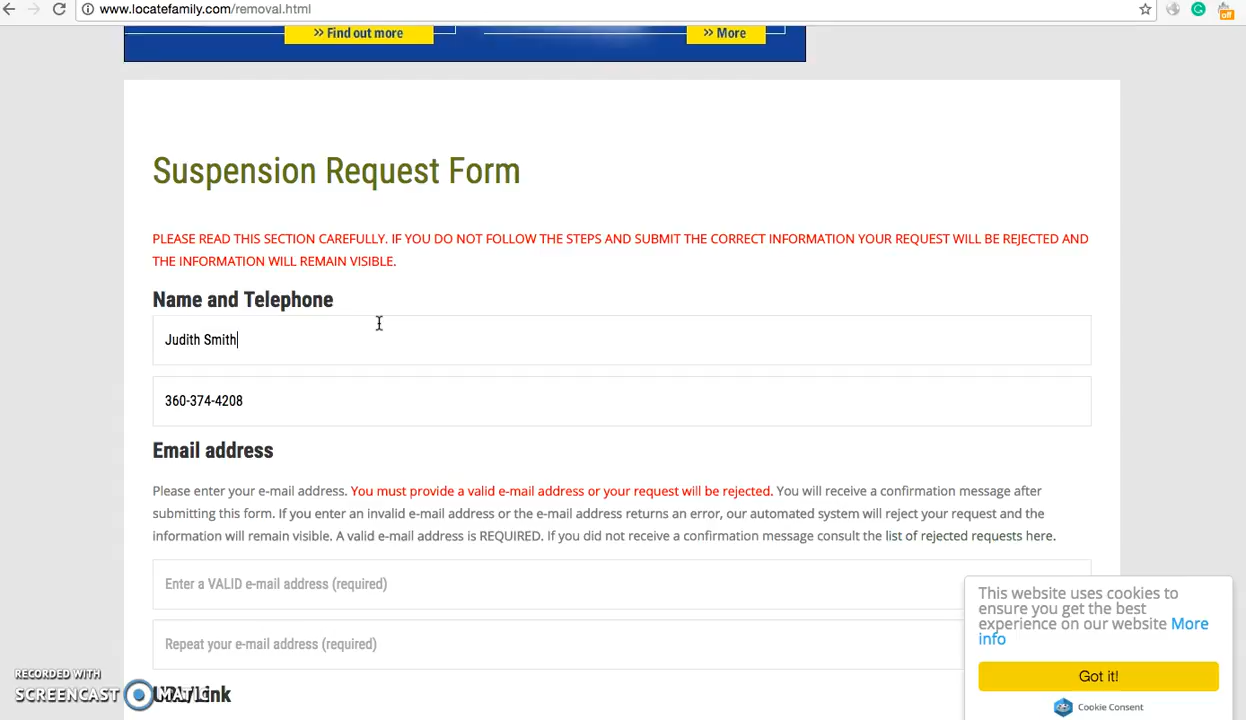 www.locatefamily.com/removal.html
off
>> Find out more
>> More
Suspension Request Form
PLEASE READ THIS SECTION CAREFULLY. IF YOU DO NOT FOLLOW THE STEPS AND SUBMIT THE CORRECT INFORMATION YOUR REQUEST WILL BE REJECTED AND
THE INFORMATION WILL REMAIN VISIBLE.
Name and Telephone
Judith Smith
360-374-4208
Email address
Please enter your e-mail address. You must provide a valid e-mail address or your request will be rejected. You will receive a confirmation message after
submitting this form. If you enter an invalid e-mail address or the e-mail address returns an error, our automated system will reject your request and the
information will remain visible. A valid e-mail address is REQUIRED. If you did not receive a confirmation message consult the list of rejected requests here.
Enter a VALID e-mail address (required)
Repeat your e-mail address (required)
This website uses cookies to
ensure you get the best
experience on our website More
info
Got it!
Cookie Consent
RECORDED WITH
SCREENCAST MATIC